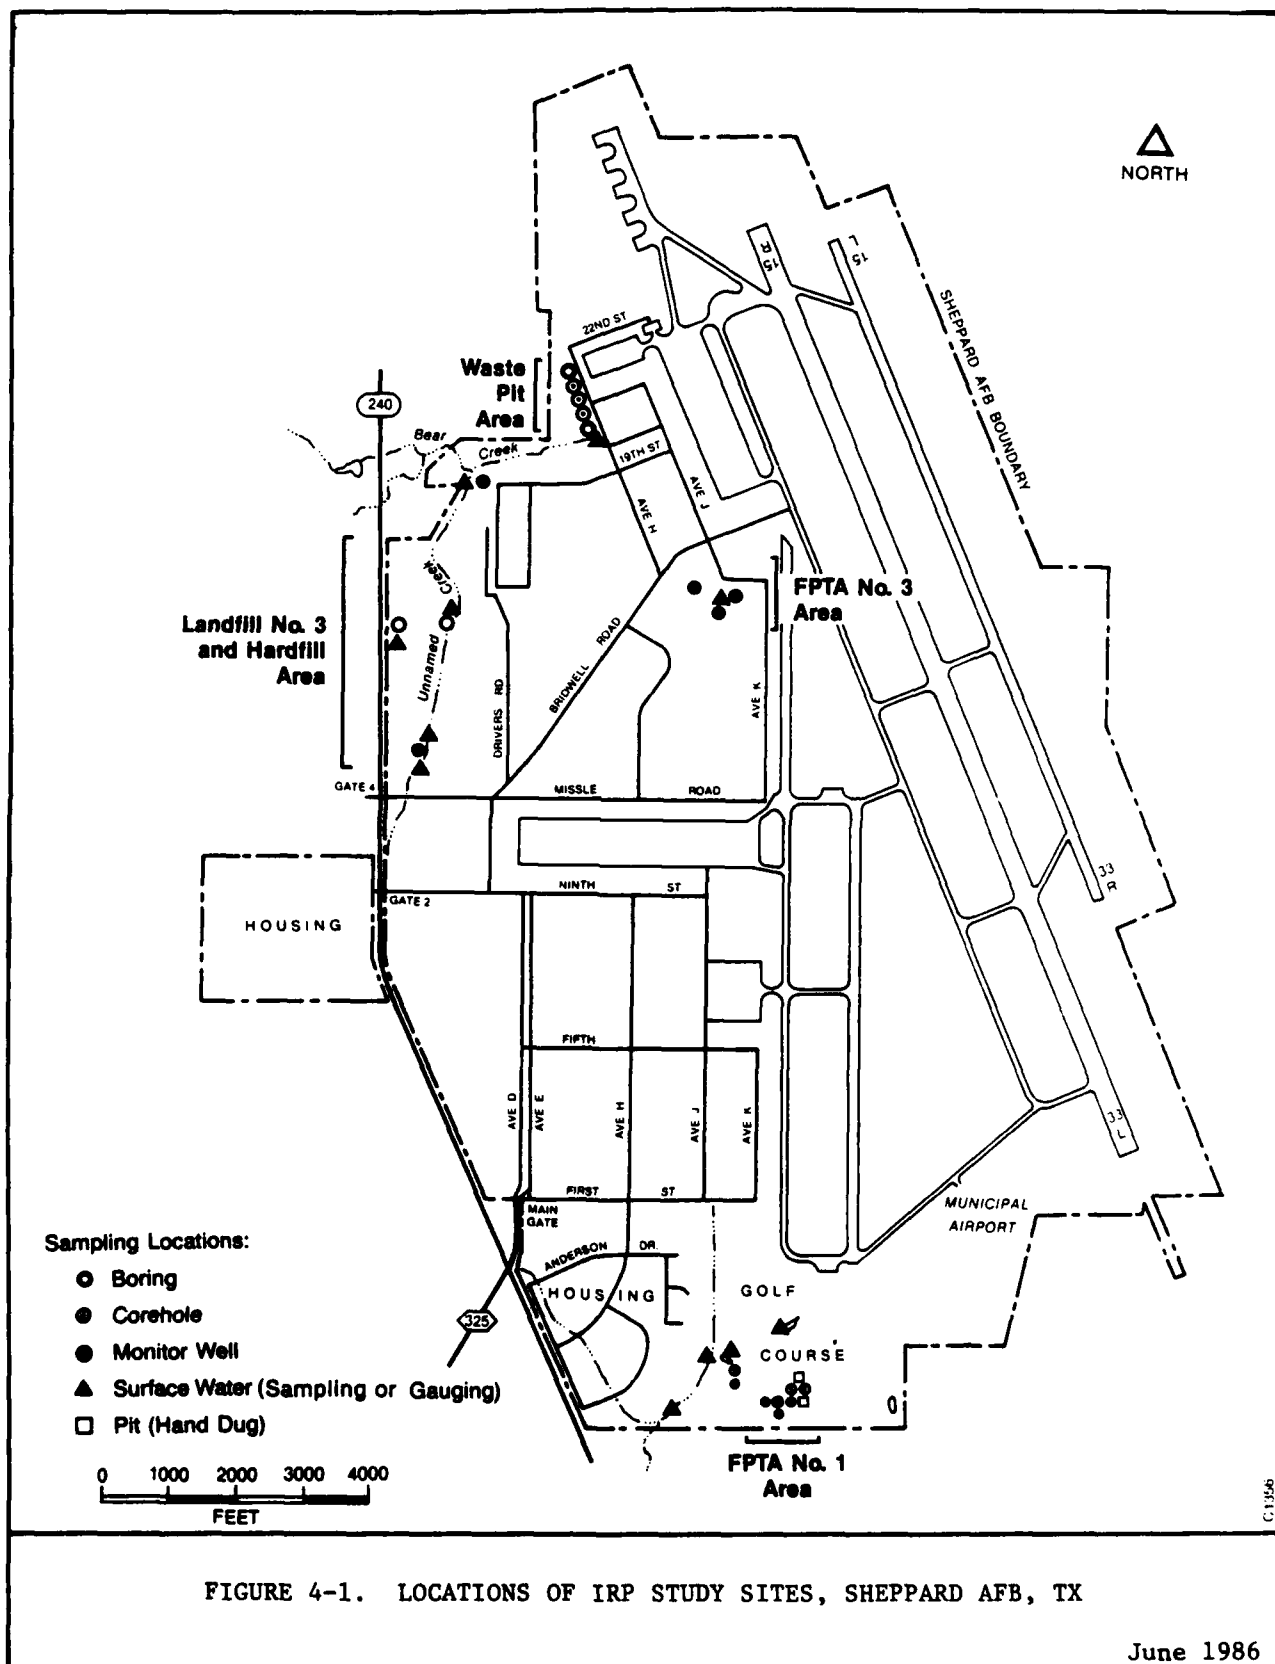 NORTH
22ND ST
15 R
15 L
SHEPPARD AFB BOUNDARY
Waste
Pit
Area
240
Bear
Creek
19TH ST
AVE J
AVE H
FPTA No. 3
Area
Landfill No. 3
and Hardfill
Area
Unnamed Creek
DRIVERS RD
BRIDWELL ROAD
AVE K
GATE 4
MISSLE ROAD
33 R
NINTH ST
GATE 2
HOUSING
FIFTH
AVE D
AVE E
AVE H
AVE J
AVE K
33 L
FIRST ST
MAIN
GATE
MUNICIPAL
AIRPORT
ANDERSON DR.
HOUSING
GOLF
COURSE
325
Sampling Locations:
Boring
Corehole
Monitor Well
Surface Water (Sampling or Gauging)
Pit (Hand Dug)
0 1000 2000 3000 4000
FEET
FPTA No. 1
Area
C1356
FIGURE 4-1. LOCATIONS OF IRP STUDY SITES, SHEPPARD AFB, TX
June 1986